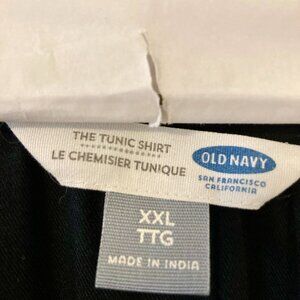 THE TUNIC SHIRT
LE CHEMISIER TUNIQUE
OLD NAVY
SAN FRANCISCO
CALIFORNIA
XXL
TTG
MADE IN INDIA